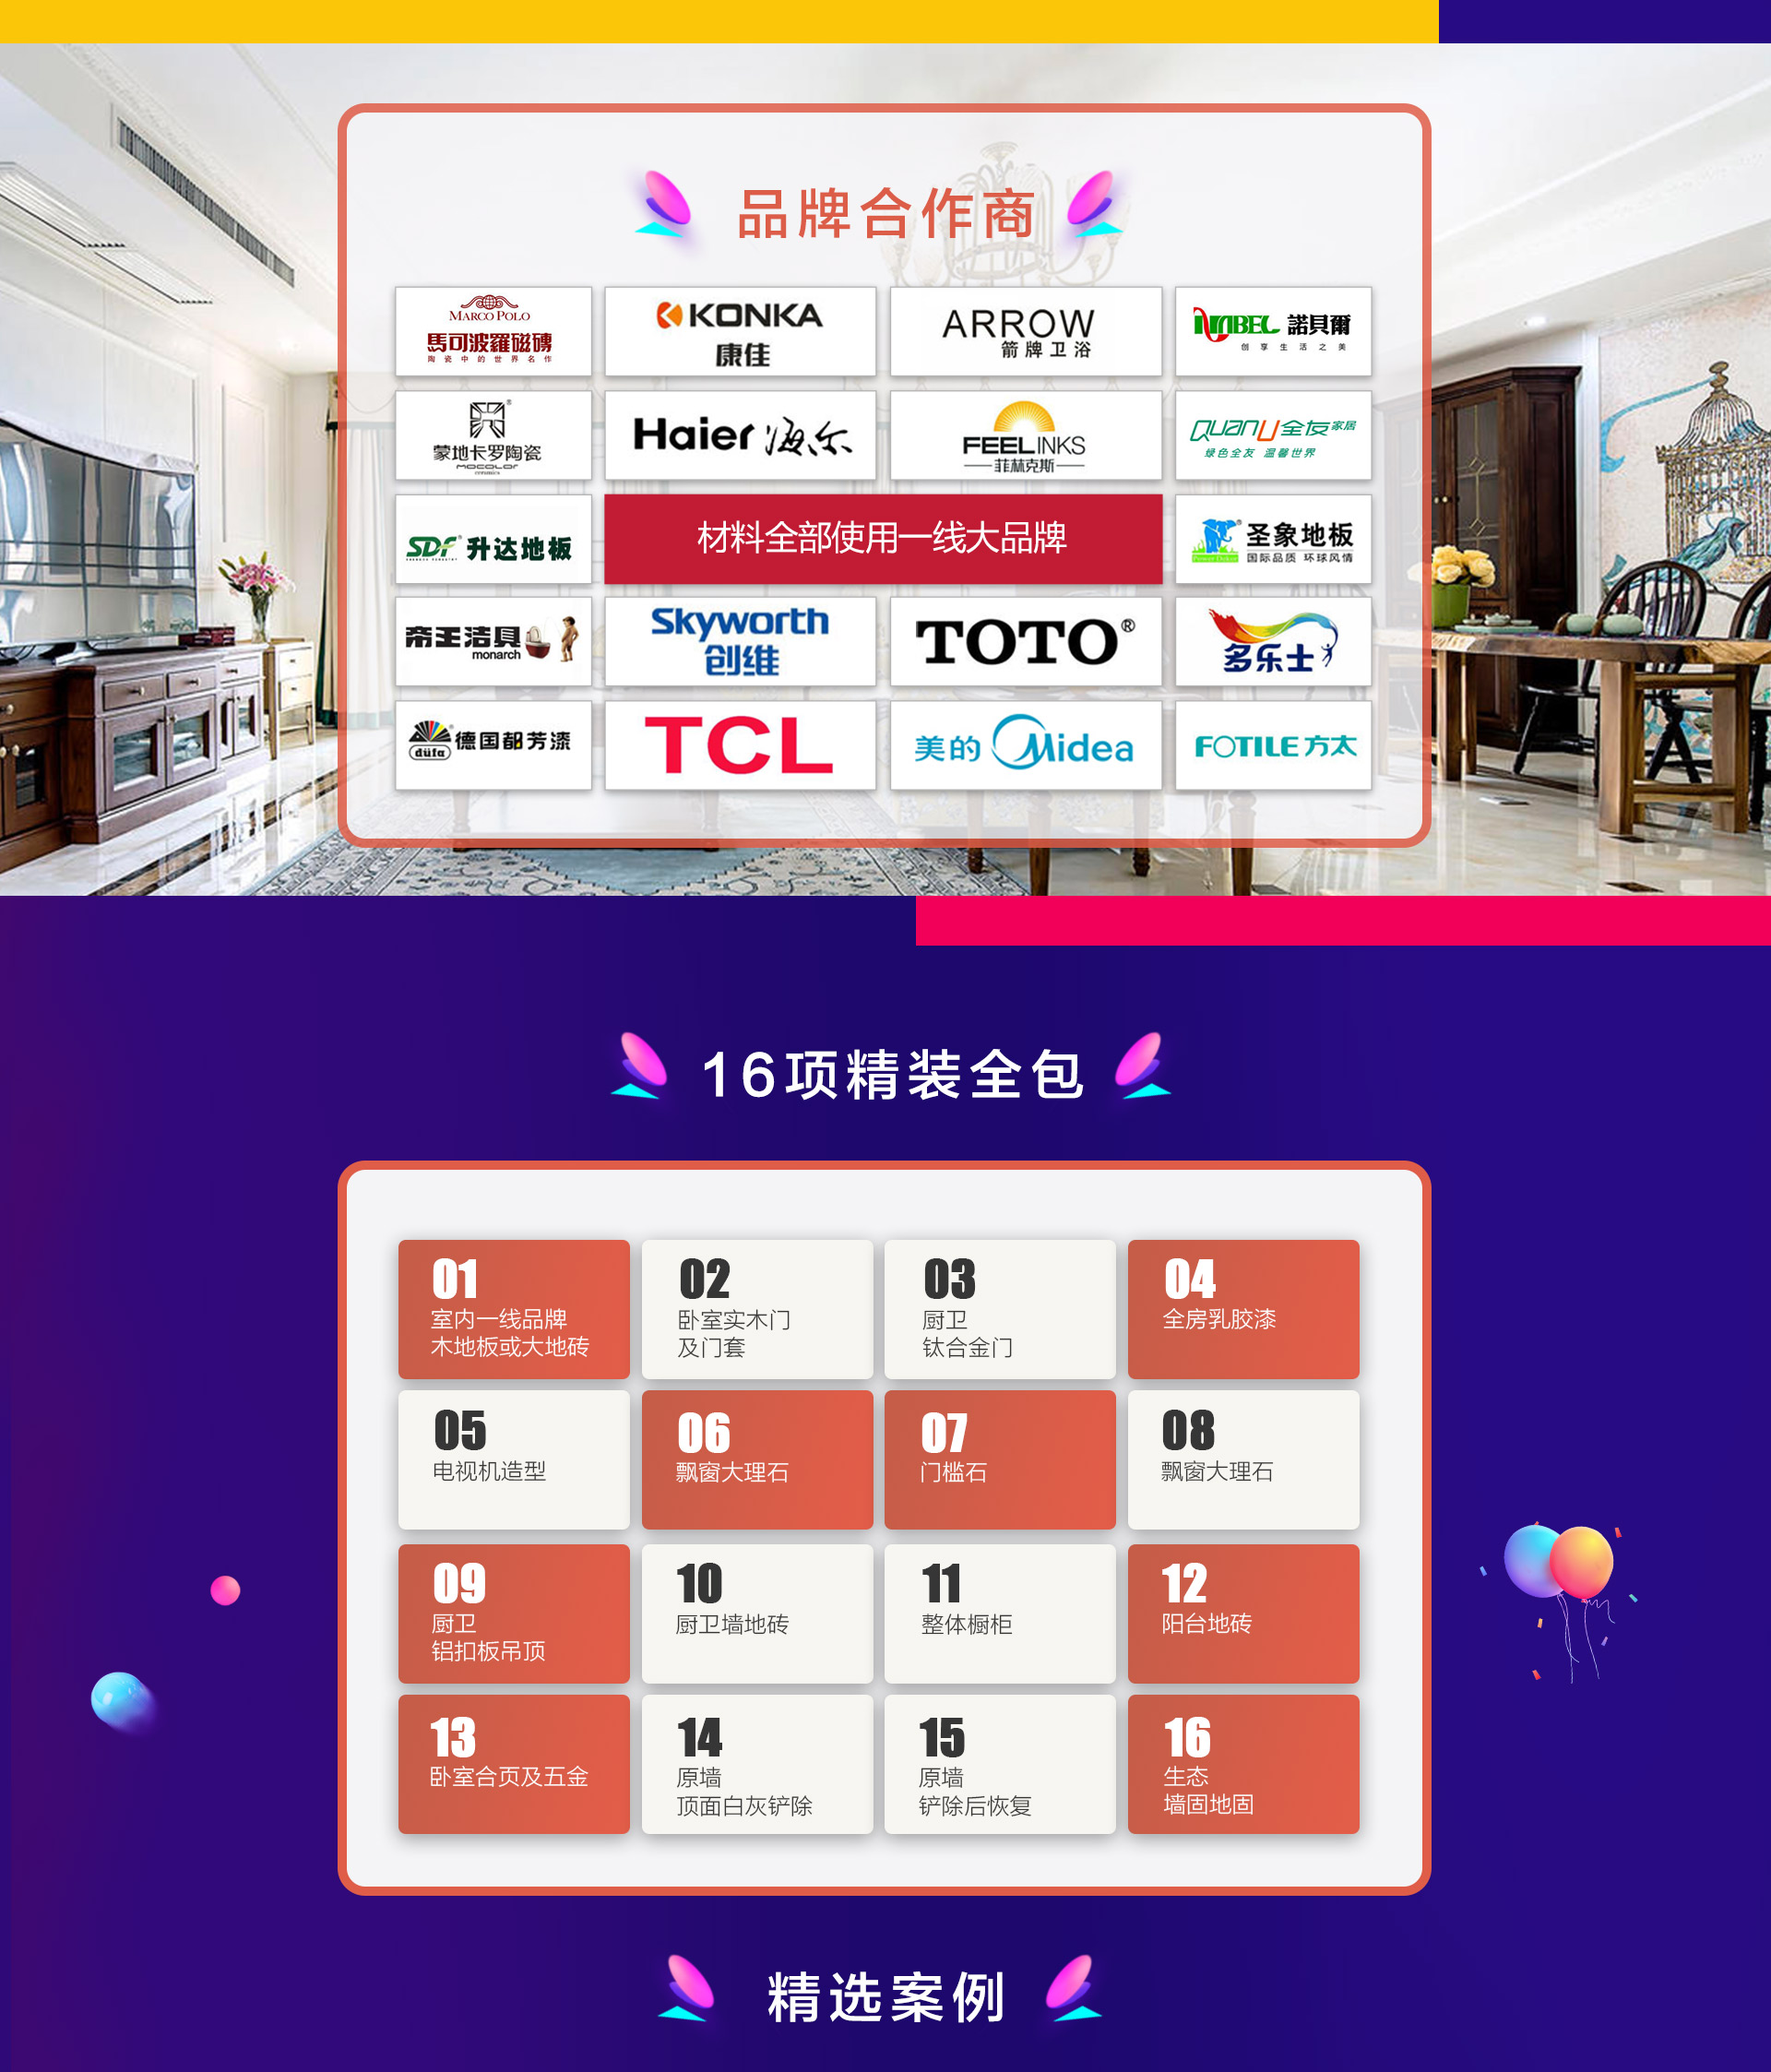 品牌合作商
MARCO POLO
馬可波羅磁磚
陶瓷中的世界名作
KONKA
康佳
ARROW
箭牌卫浴
NABEL 諾貝爾
创享生活之美
蒙地卡罗陶瓷
MOCOLOR
Haier 海尔
FEELINKS
菲林克斯
QUANU 全友家居
绿色全友 温馨世界
SDF 升达地板
材料全部使用一线大品牌
圣象地板
国际品质 环球风情
帝王洁具
monarch
Skyworth
创维
TOTO®
多乐士
düfa 德国都芳漆
TCL
美的 Midea
FOTILE 方太
16项精装全包
01
室内一线品牌
木地板或大地砖
02
卧室实木门
及门套
03
厨卫
钛合金门
04
全房乳胶漆
05
电视机造型
06
飘窗大理石
07
门槛石
08
飘窗大理石
09
厨卫
铝扣板吊顶
10
厨卫墙地砖
11
整体橱柜
12
阳台地砖
13
卧室合页及五金
14
原墙
顶面白灰铲除
15
原墙
铲除后恢复
16
生态
墙固地固
精选案例